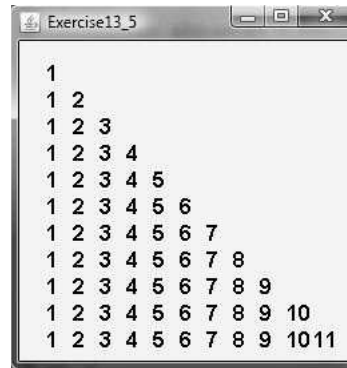 Exercise13_5
1
1 2
1 2 3
1 2 3 4
1 2 3 4 5
1 2 3 4 5 6
1 2 3 4 5 6 7
1 2 3 4 5 6 7 8
1 2 3 4 5 6 7 8 9
1 2 3 4 5 6 7 8 9 10
1 2 3 4 5 6 7 8 9 1011